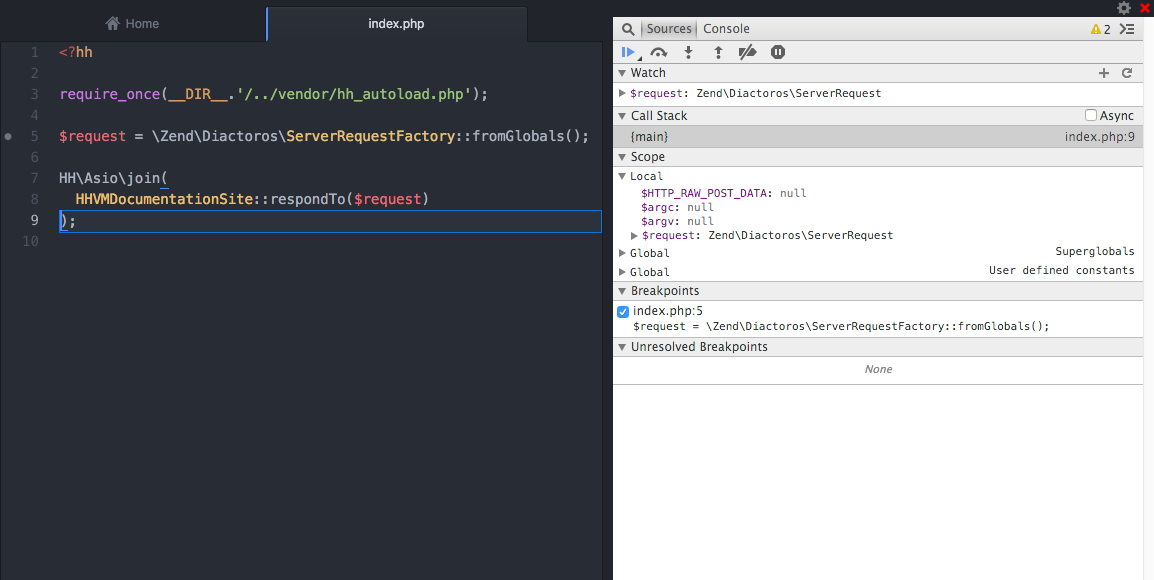 Home
index.php
1 <?hh
2
3 require_once(__DIR__.'/../vendor/hh_autoload.php');
4
5 $request = \Zend\Diactoros\ServerRequestFactory::fromGlobals();
6
7 HH\Asio\join(
8 HHVMDocumentationSite::respondTo($request)
9 );
10
Sources Console 2
Watch
$request: Zend\Diactoros\ServerRequest
Call Stack Async
{main} index.php:9
Scope
Local
$HTTP_RAW_POST_DATA: null
$argc: null
$argv: null
$request: Zend\Diactoros\ServerRequest
Global Superglobals
Global User defined constants
Breakpoints
index.php:5
$request = \Zend\Diactoros\ServerRequestFactory::fromGlobals();
Unresolved Breakpoints
None